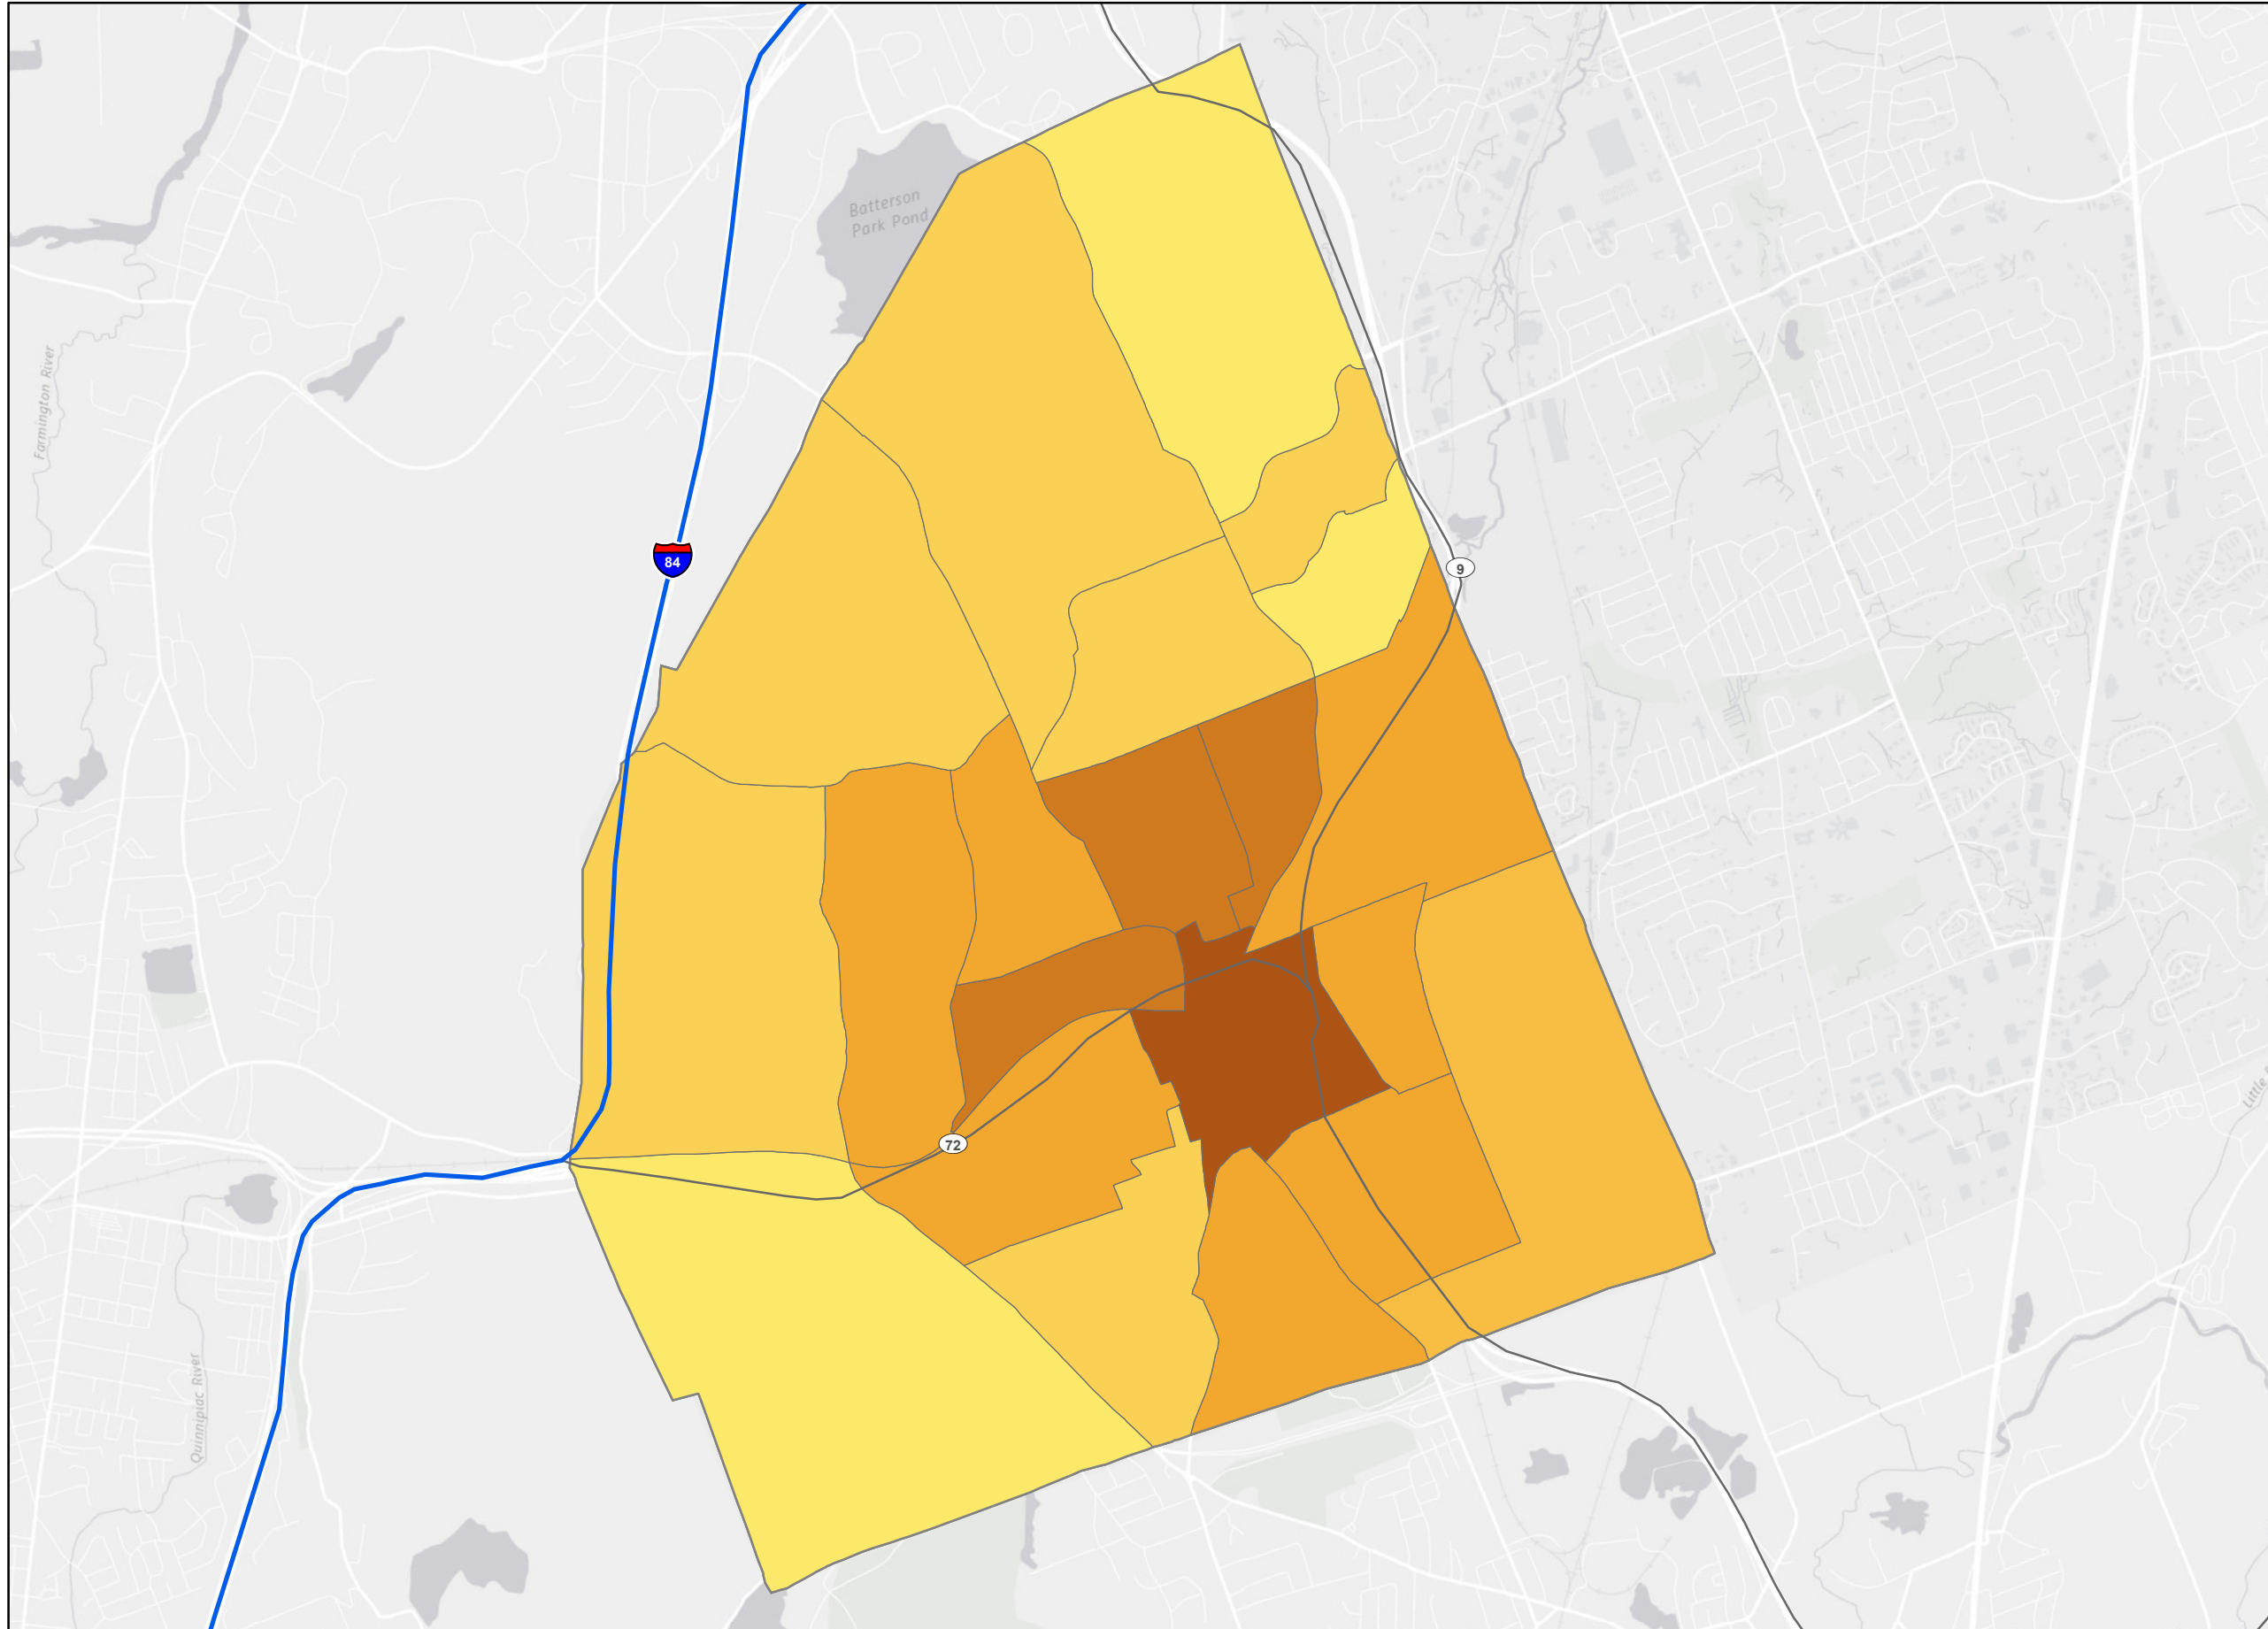 Batterson
Park Pond
Farmington River
84
9
72
Quinnipiac River
Little